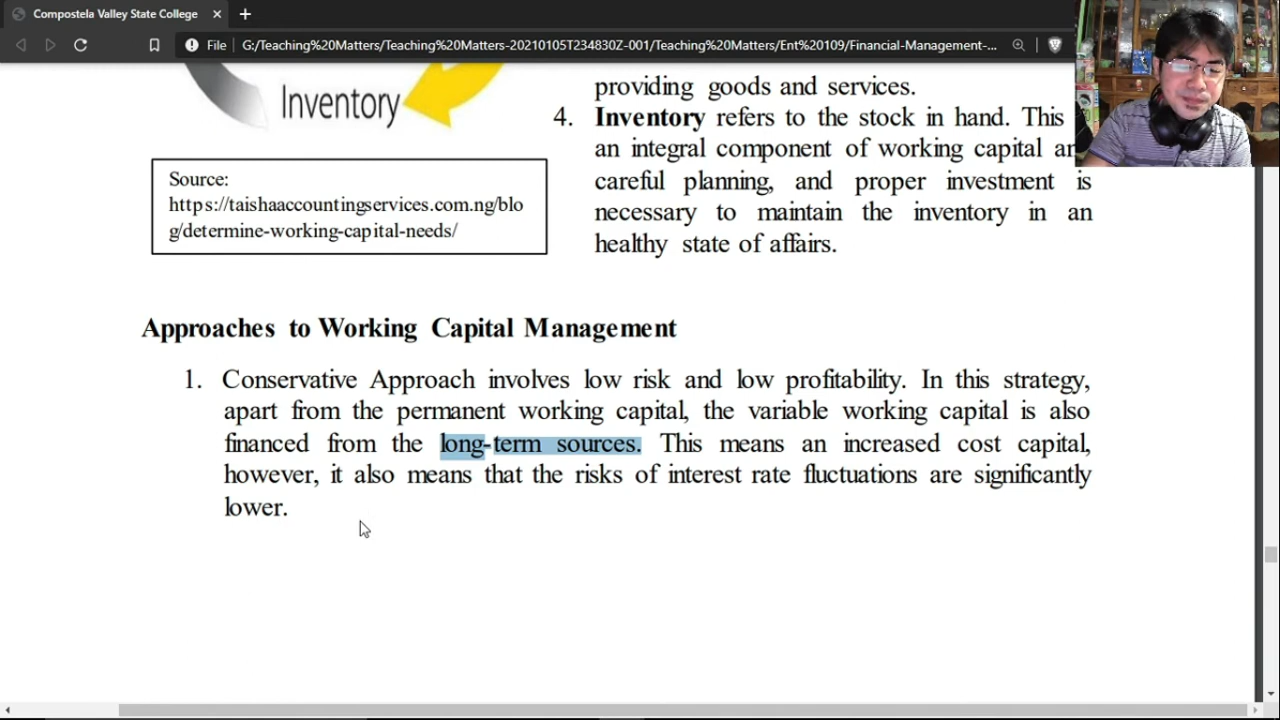 Compostela Valley State College
File G:/Teaching%20Matters/Teaching%20Matters-20210105T234830Z-001/Teaching%20Matters/Ent%20109/Financial-Management-...
Inventory
Source:
https://taishaaccountingservices.com.ng/blo
g/determine-working-capital-needs/
providing goods and services.
4. Inventory refers to the stock in hand. This
an integral component of working capital an
careful planning, and proper investment is
necessary to maintain the inventory in an
healthy state of affairs.
Approaches to Working Capital Management
1. Conservative Approach involves low risk and low profitability. In this strategy,
apart from the permanent working capital, the variable working capital is also
financed from the long-term sources. This means an increased cost capital,
however, it also means that the risks of interest rate fluctuations are significantly
lower.